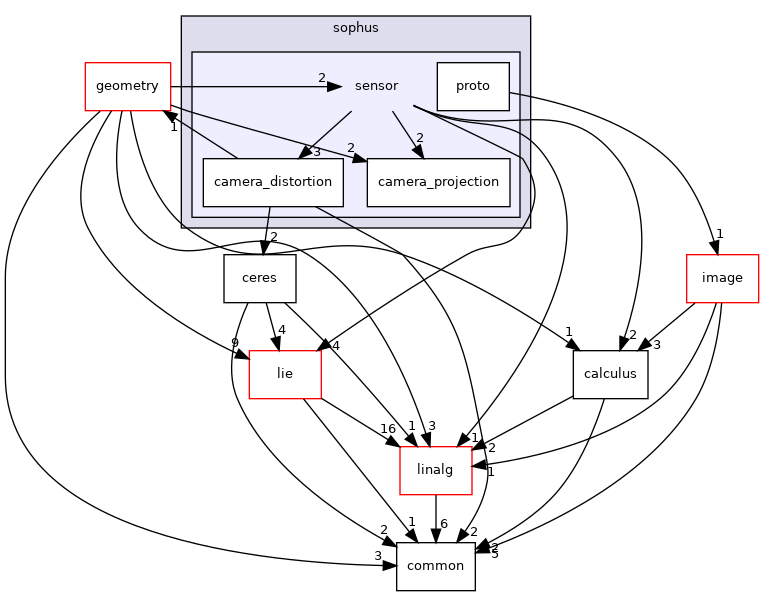 sophus
geometry
2
sensor
proto
1
3
2
2
camera_distortion
camera_projection
2
1
ceres
image
9
4
4
1
2
3
lie
calculus
16
1
3
1
2
linalg
1
2
1
6
2
2
5
3
common